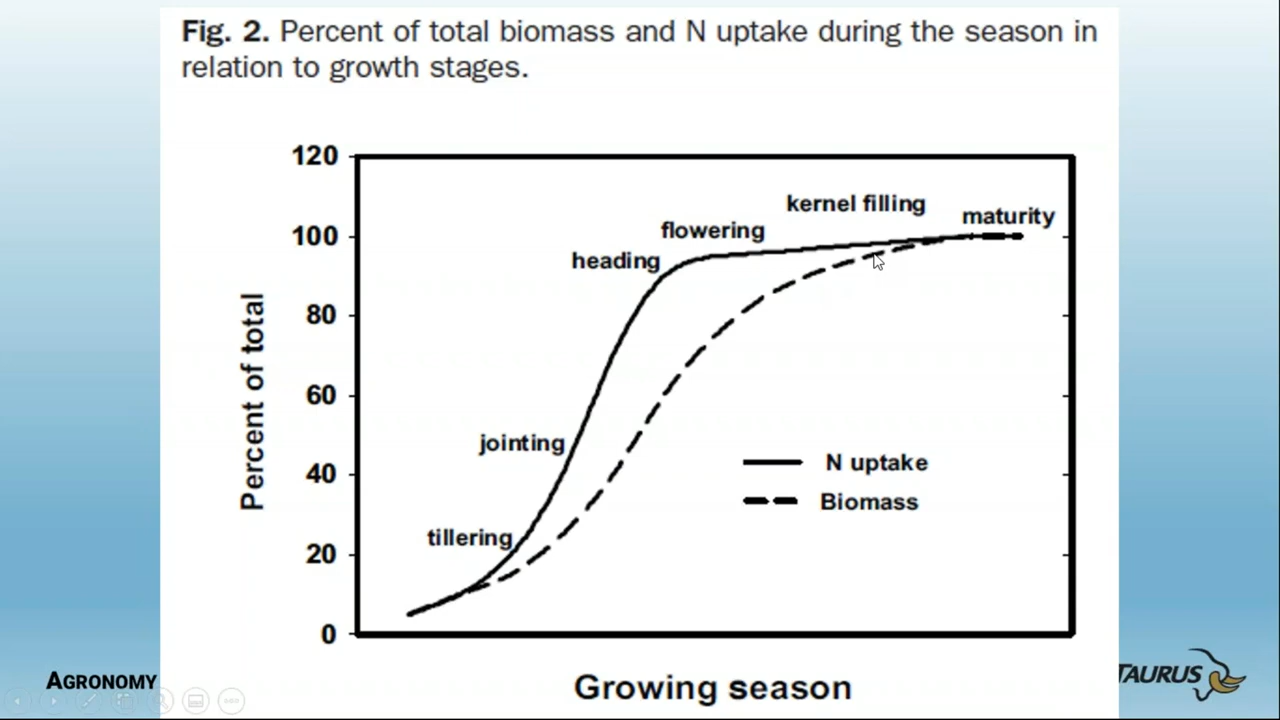 Fig. 2. Percent of total biomass and N uptake during the season in
relation to growth stages.
120
100
80
60
40
20
0
Percent of total
kernel filling
maturity
flowering
heading
jointing
tillering
N uptake
Biomass
Growing season
AGRONOMY
TAURUS